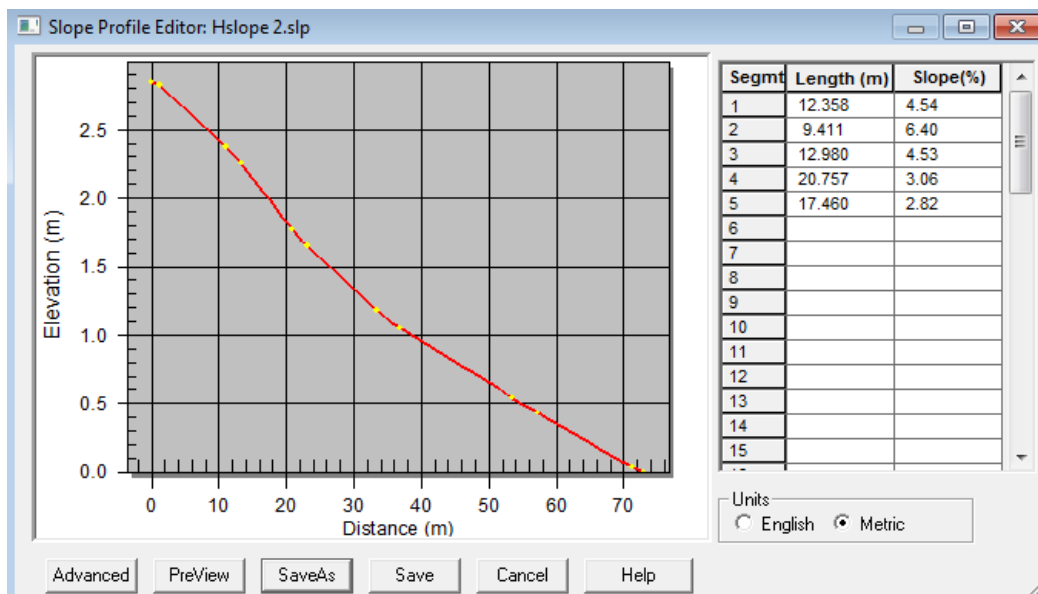 Slope Profile Editor: Hslope 2.slp
Elevation (m)
2.5
2.0
1.5
1.0
0.5
0.0
0 10 20 30 40 50 60 70
Distance (m)
Segmt Length (m) Slope(%)
1 12.358 4.54
2 9.411 6.40
3 12.980 4.53
4 20.757 3.06
5 17.460 2.82
6
7
8
9
10
11
12
13
14
15
Units
English Metric
Advanced PreView SaveAs Save Cancel Help